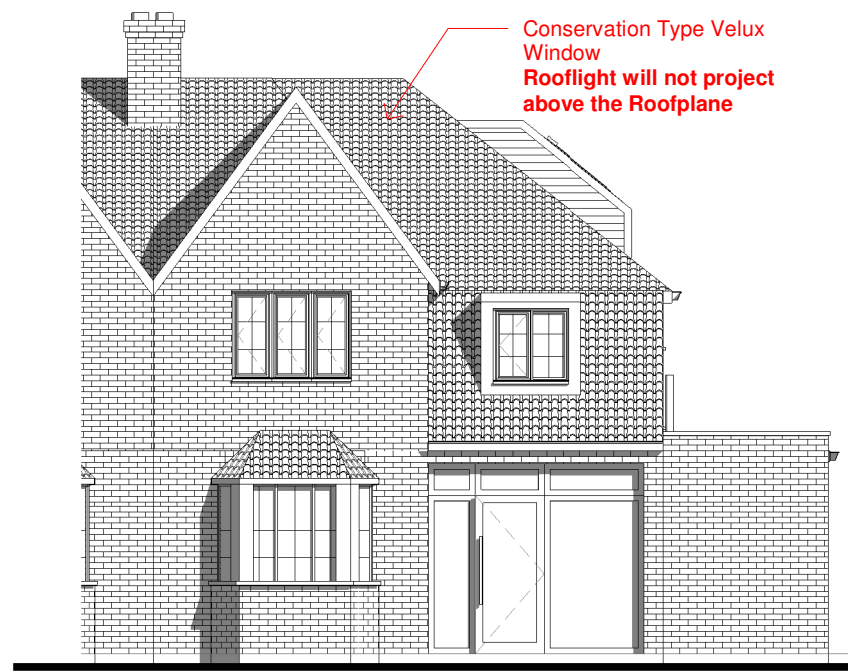 Conservation Type Velux
Window
Rooflight will not project
above the Roofplane